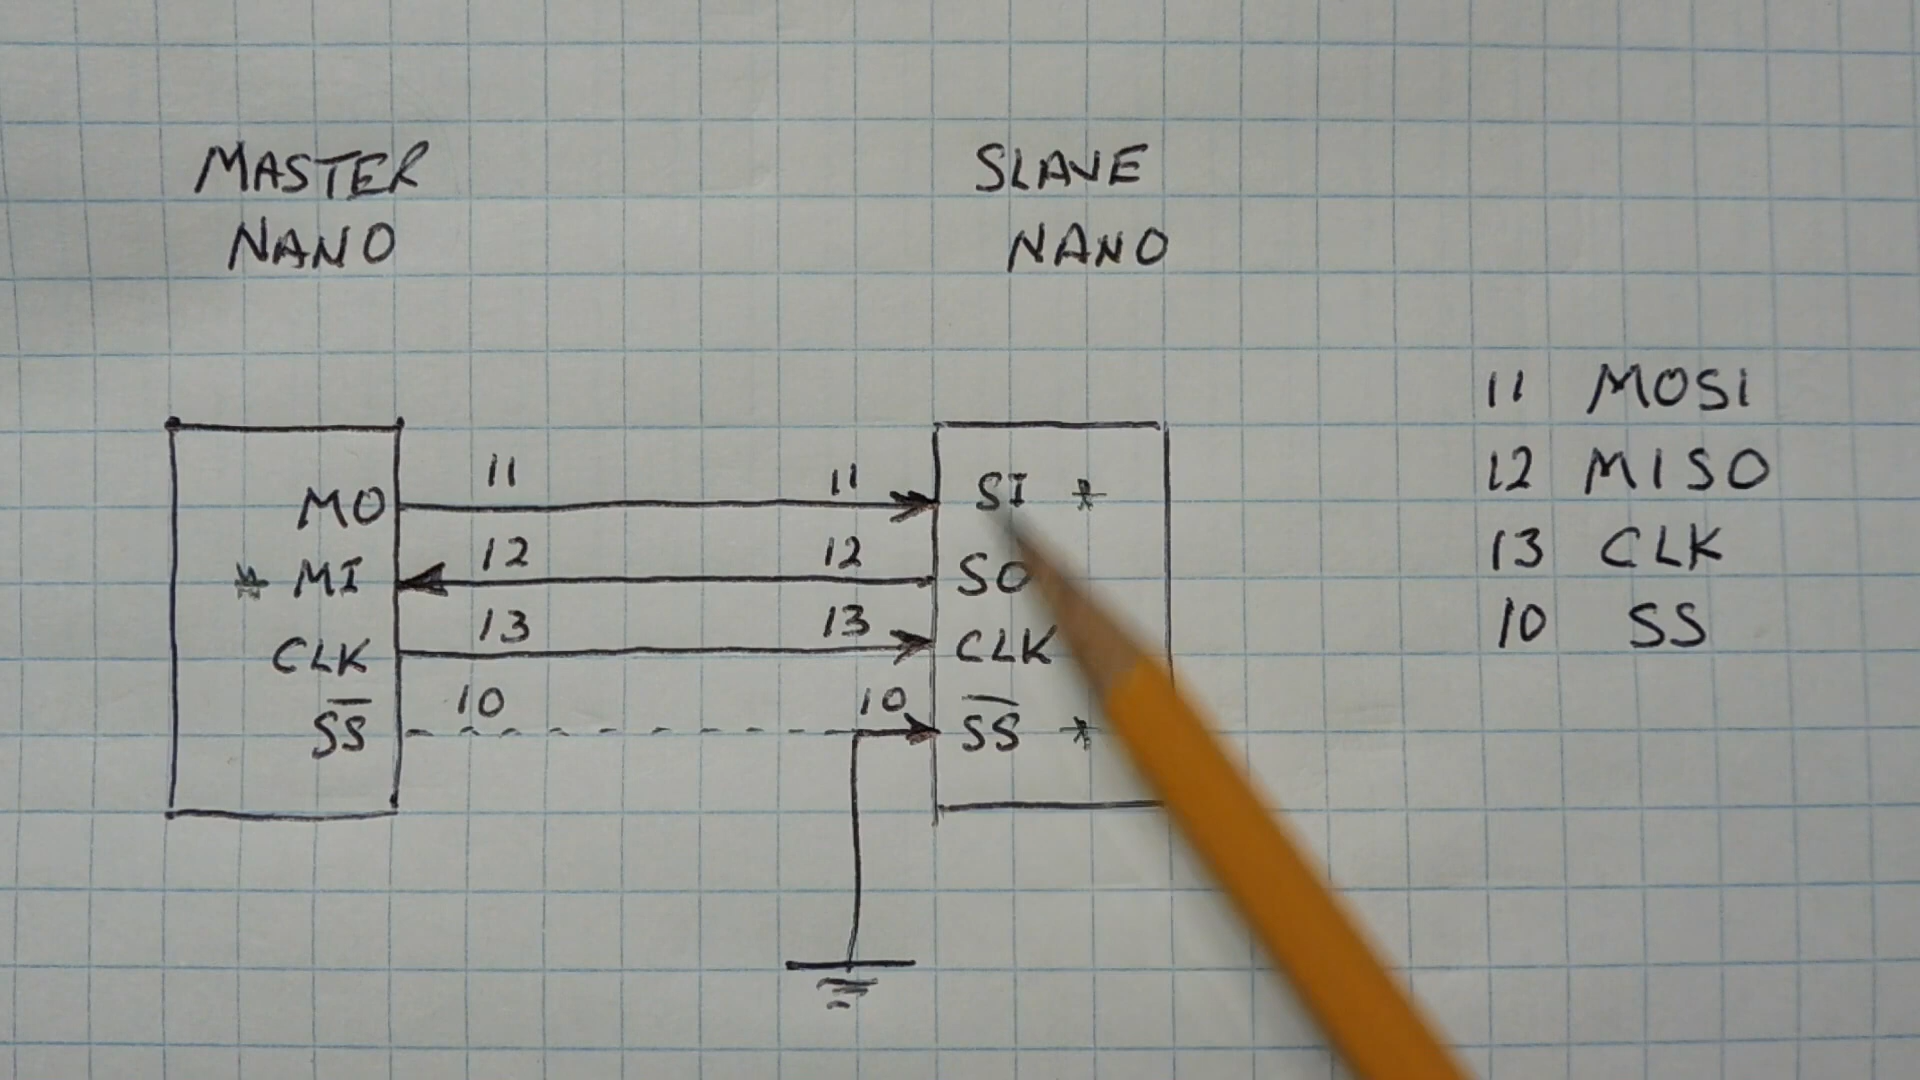 MASTER
NANO
SLAVE
NANO
MO 11 11 SI *
* MI 12 12 SO
CLK 13 13 CLK
SS 10 10 SS *
11 MOSI
12 MISO
13 CLK
10 SS